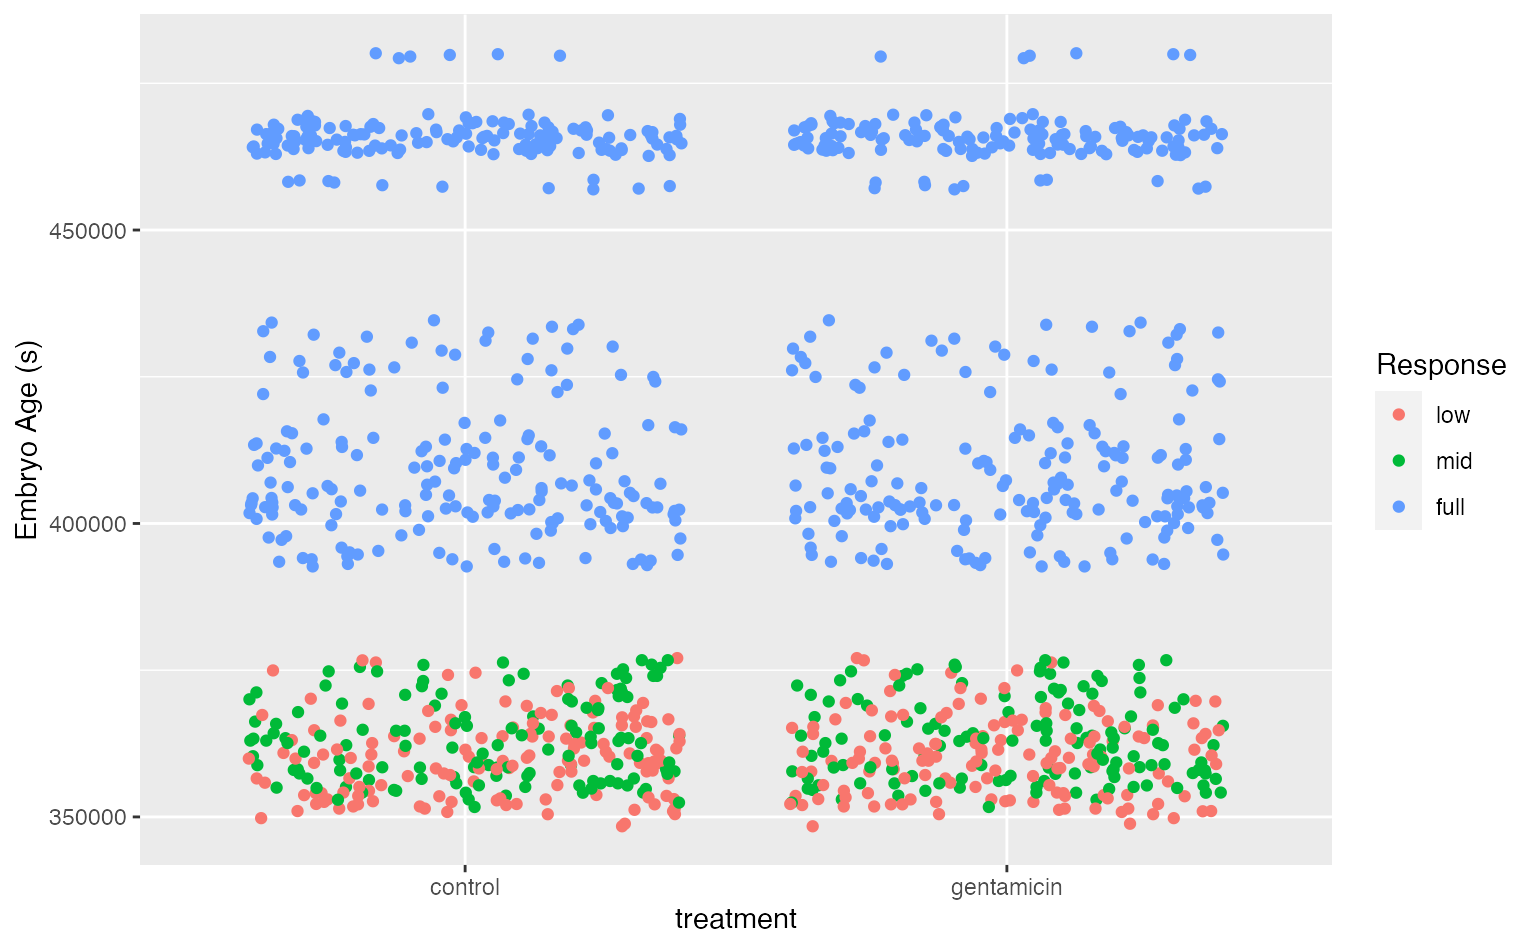 450000
400000
350000
Embryo Age (s)
control
gentamicin
treatment
Response
low
mid
full